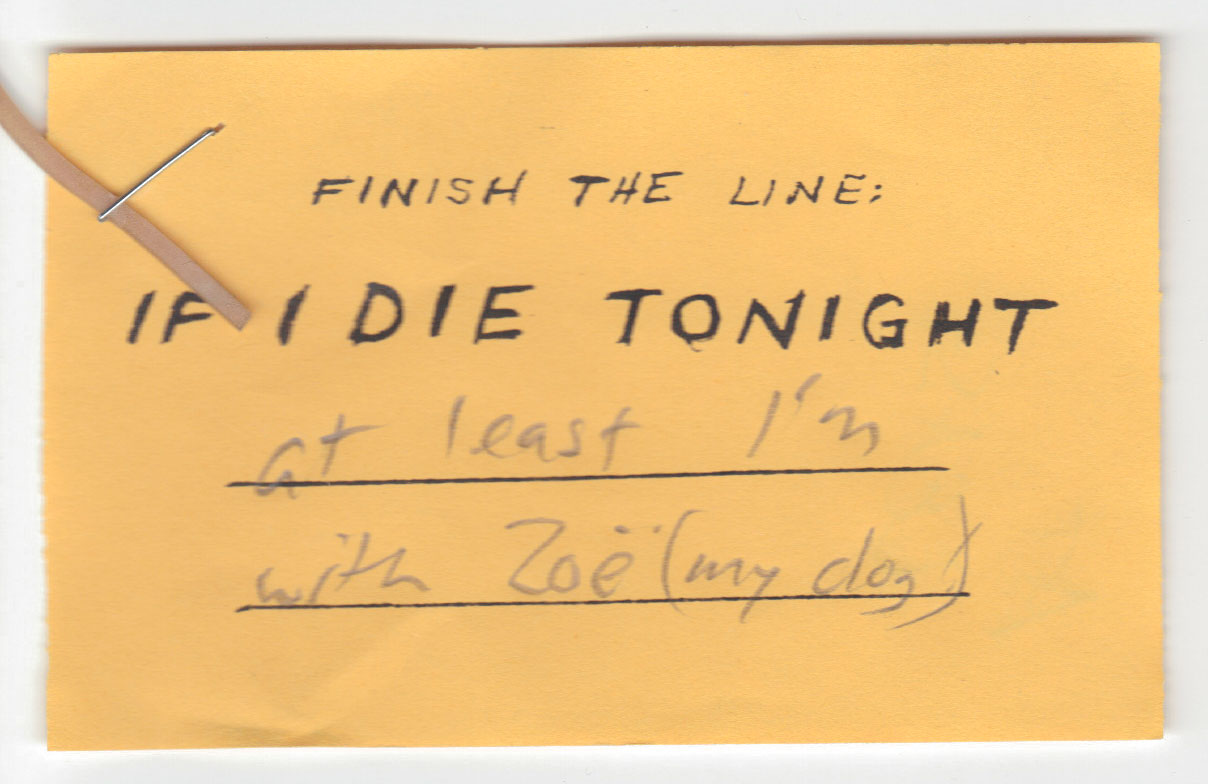 FINISH THE LINE:
IF I DIE TONIGHT
at least I'm
with Zoë (my dog)